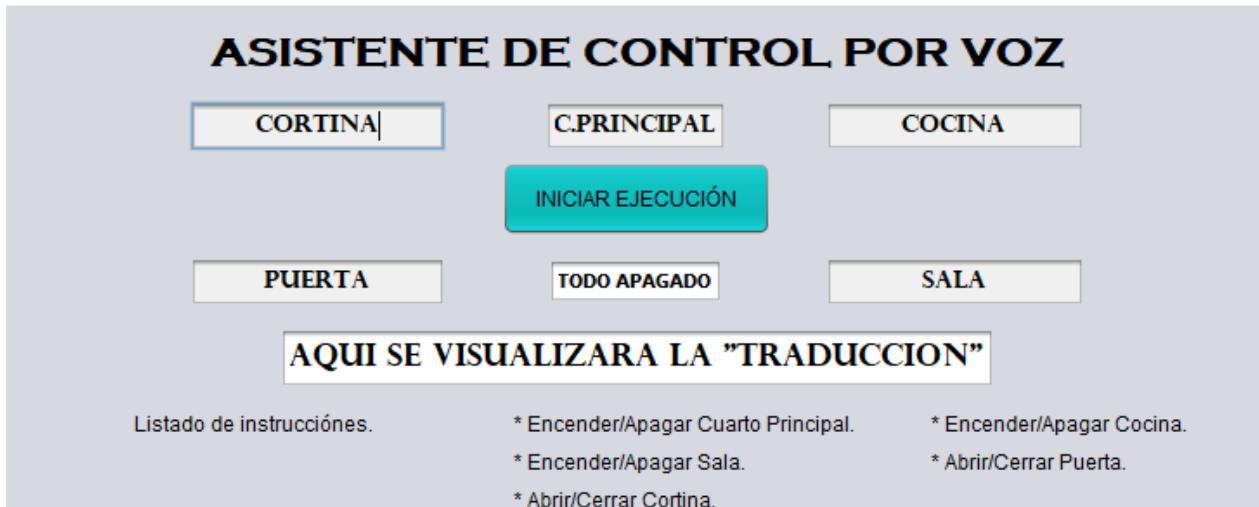 ASISTENTE DE CONTROL POR VOZ
CORTINA C.PRINCIPAL COCINA
INICIAR EJECUCIÓN
PUERTA TODO APAGADO SALA
AQUI SE VISUALIZARA LA "TRADUCCION"
Listado de instrucciónes. * Encender/Apagar Cuarto Principal. * Encender/Apagar Cocina.
* Encender/Apagar Sala. * Abrir/Cerrar Puerta.
* Abrir/Cerrar Cortina.